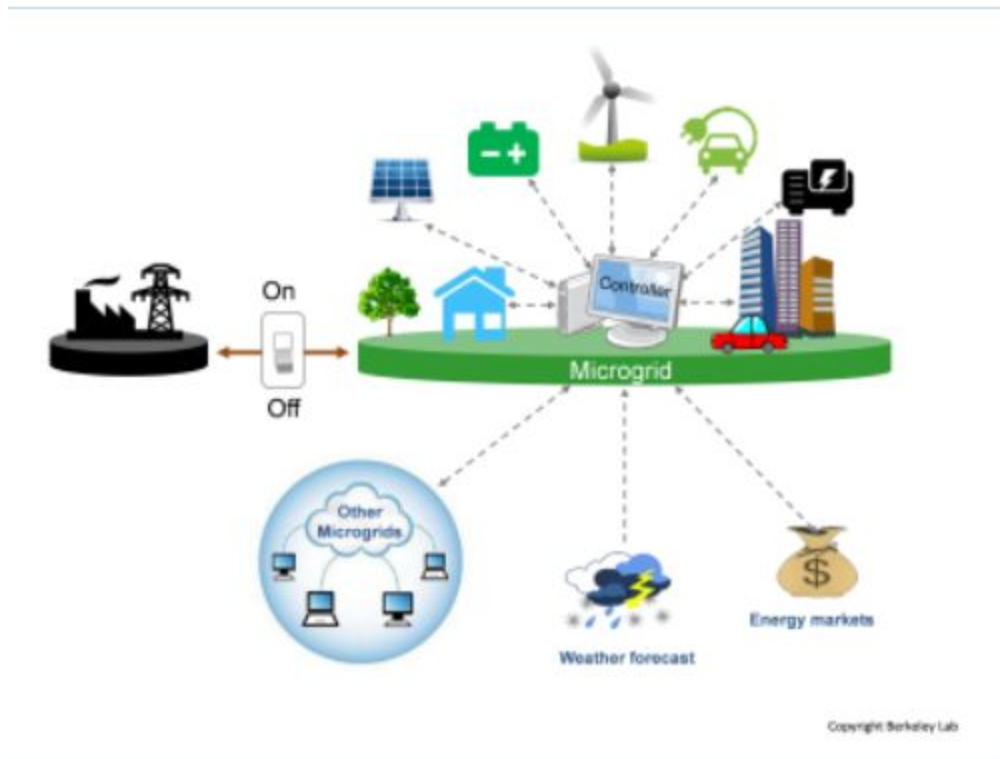 On
Controller
Microgrid
Off
Other
Microgrids
$
Energy markets
Weather forecast
Copyright Berkeley Lab